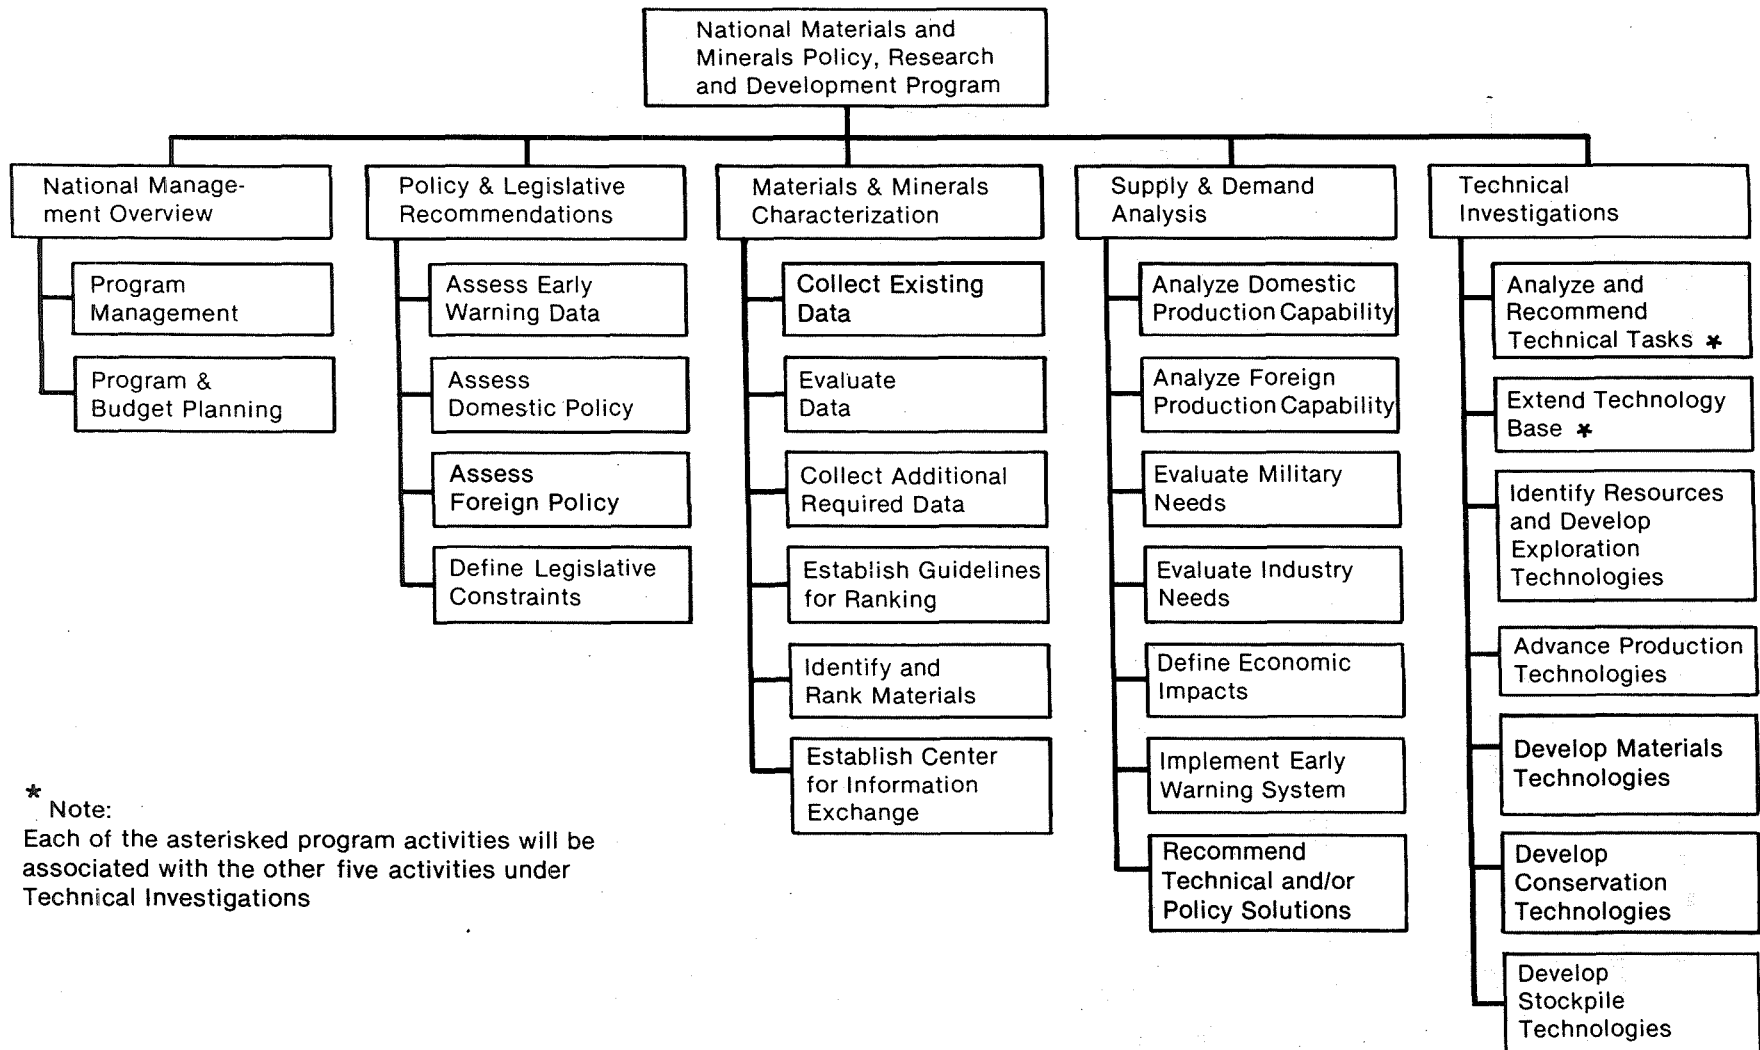 National Materials and
Minerals Policy, Research
and Development Program
National Manage-
ment Overview
Program
Management
Program &
Budget Planning
Policy & Legislative
Recommendations
Assess Early
Warning Data
Assess
Domestic Policy
Assess
Foreign Policy
Define Legislative
Constraints
Materials & Minerals
Characterization
Collect Existing
Data
Evaluate
Data
Collect Additional
Required Data
Establish Guidelines
for Ranking
Identify and
Rank Materials
Establish Center
for Information
Exchange
Supply & Demand
Analysis
Analyze Domestic
Production Capability
Analyze Foreign
Production Capability
Evaluate Military
Needs
Evaluate Industry
Needs
Define Economic
Impacts
Implement Early
Warning System
Recommend
Technical and/or
Policy Solutions
Technical
Investigations
Analyze and
Recommend
Technical Tasks *
Extend Technology
Base *
Identify Resources
and Develop
Exploration
Technologies
Advance Production
Technologies
Develop Materials
Technologies
Develop
Conservation
Technologies
Develop
Stockpile
Technologies
* Note:
Each of the asterisked program activities will be
associated with the other five activities under
Technical Investigations